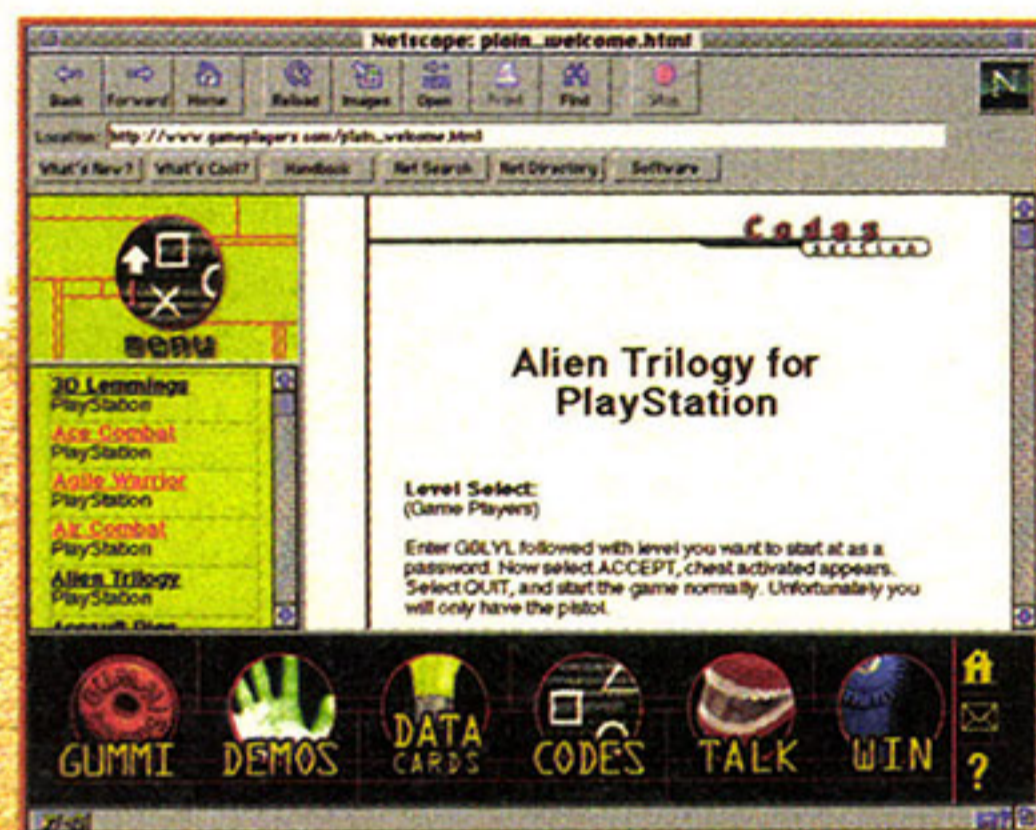 Netscape: plain_welcome.html
Back Forward Home Reload Images Open Print Find Stop
N
Location: http://www.gameplayers.com/plain_welcome.html
What's New? What's Cool? Handbook Net Search Net Directory Software
menu
3D Lemmings
PlayStation
Ace Combat
PlayStation
Agile Warrior
PlayStation
Air Combat
PlayStation
Alien Trilogy
PlayStation
Codes
section
Alien Trilogy for
PlayStation
Level Select:
(Game Players)
Enter G0LYL followed with level you want to start at as a
password. Now select ACCEPT, cheat activated appears.
Select QUIT, and start the game normally. Unfortunately you
will only have the pistol.
GUMMI DEMOS DATA CARDS CODES TALK WIN
?